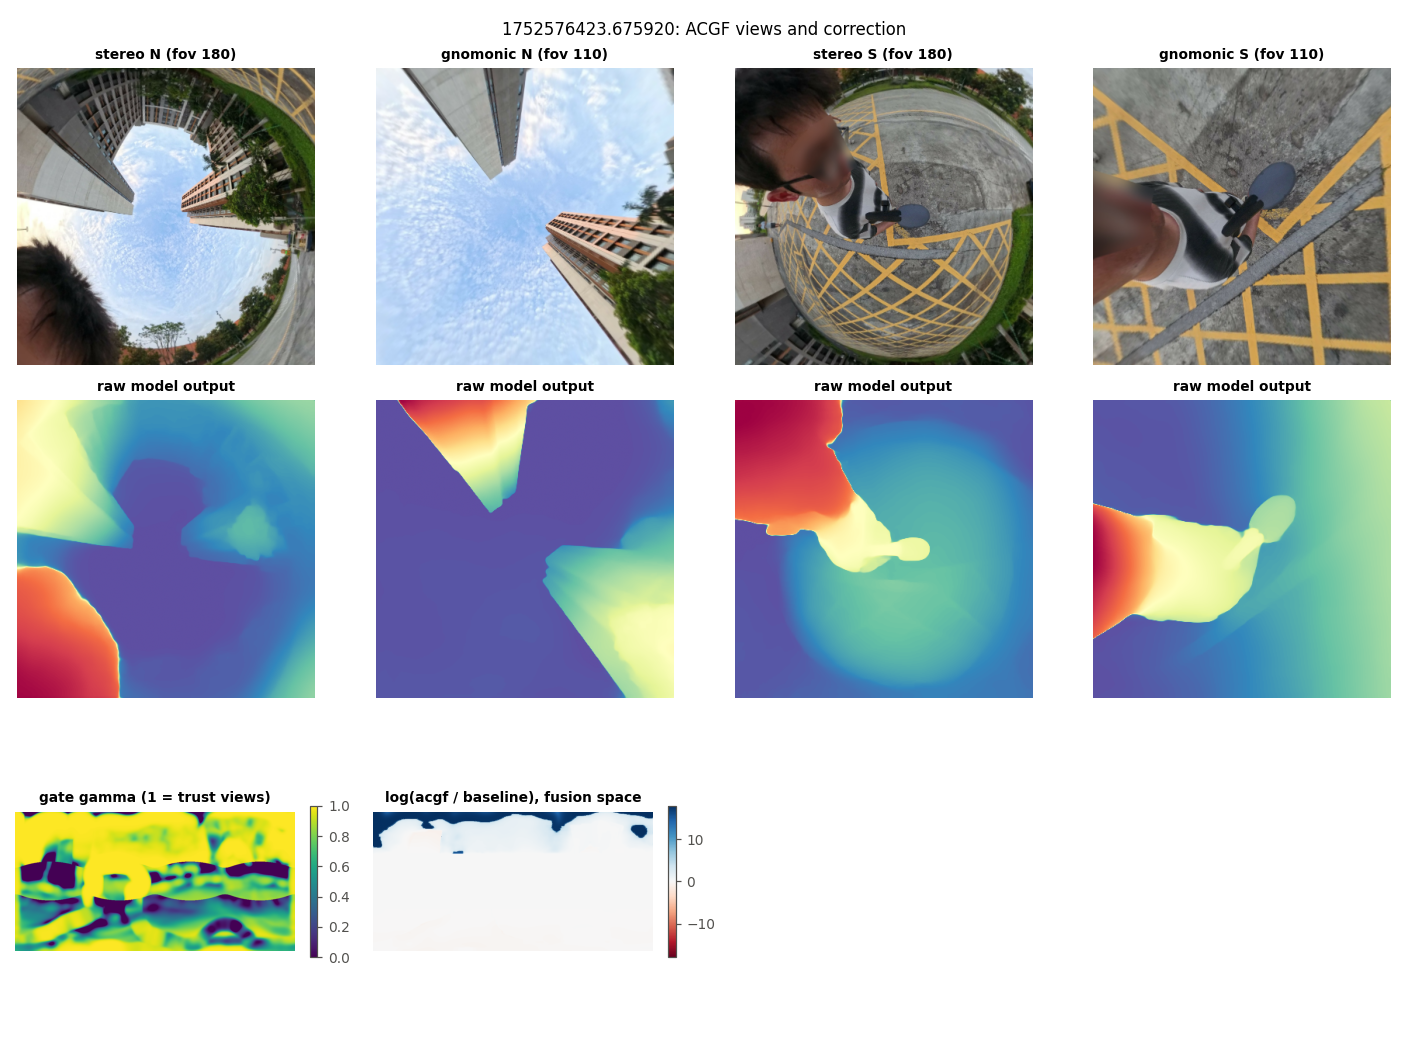 1752576423.675920: ACGF views and correction
stereo N (fov 180)
gnomonic N (fov 110)
stereo S (fov 180)
gnomonic S (fov 110)
raw model output
raw model output
raw model output
raw model output
gate gamma (1 = trust views)
1.0
0.8
0.6
0.4
0.2
0.0
log(acgf / baseline), fusion space
10
0
−10